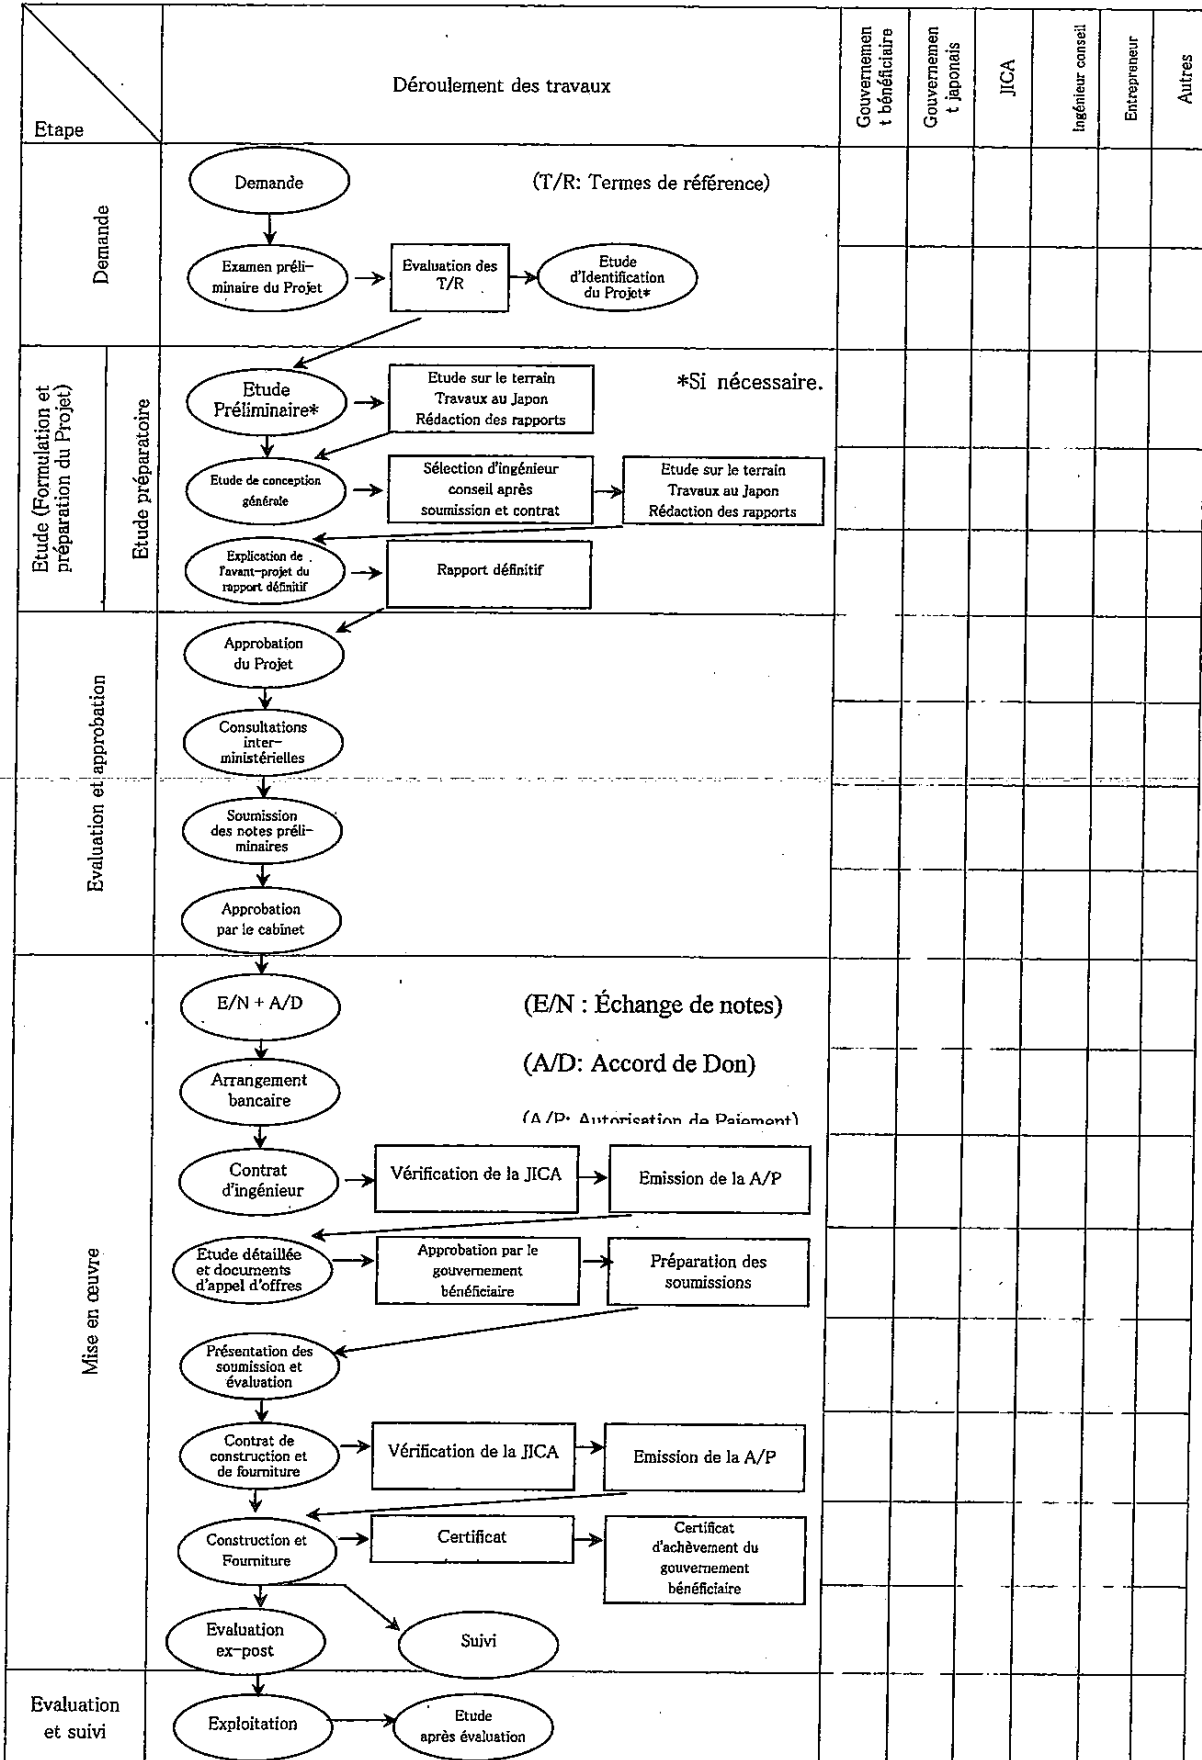 Etape
Déroulement des travaux
Gouvernemen
t bénéficiaire
Gouvernemen
t japonais
JICA
Ingénieur conseil
Entrepreneur
Autres
Demande
Demande
(T/R: Termes de référence)
Examen préli-
minaire du Projet
Evaluation des
T/R
Etude
d'Identification
du Projet*
Etude (Formulation et
préparation du Projet)
Etude préparatoire
Etude
Préliminaire*
Etude sur le terrain
Travaux au Japon
Rédaction des rapports
*Si nécessaire.
Etude de conception
générale
Sélection d'ingénieur
conseil après
soumission et contrat
Etude sur le terrain
Travaux au Japon
Rédaction des rapports
Explication de
l'avant-projet du
rapport définitif
Rapport définitif
Evaluation et approbation
Approbation
du Projet
Consultations
inter-
ministérielles
Soumission
des notes préli-
minaires
Approbation
par le cabinet
Mise en œuvre
E/N + A/D
(E/N : Échange de notes)
(A/D: Accord de Don)
Arrangement
bancaire
(A/P: Autorisation de Paiement)
Contrat
d'ingénieur
Vérification de la JICA
Emission de la A/P
Etude détaillée
et documents
d'appel d'offres
Approbation par le
gouvernement
bénéficiaire
Préparation des
soumissions
Présentation des
soumission et
évaluation
Contrat de
construction et
de fourniture
Vérification de la JICA
Emission de la A/P
Construction et
Fourniture
Certificat
Certificat
d'achèvement du
gouvernement
bénéficiaire
Evaluation
ex-post
Suivi
Evaluation
et suivi
Exploitation
Etude
après évaluation